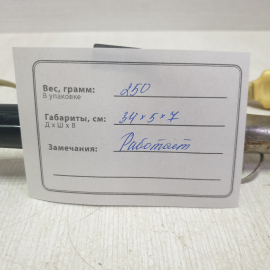 Вес, грамм: 250
В упаковке
Габариты, см: 34 × 5 × 7
Д х Ш х В
Замечания: Работает